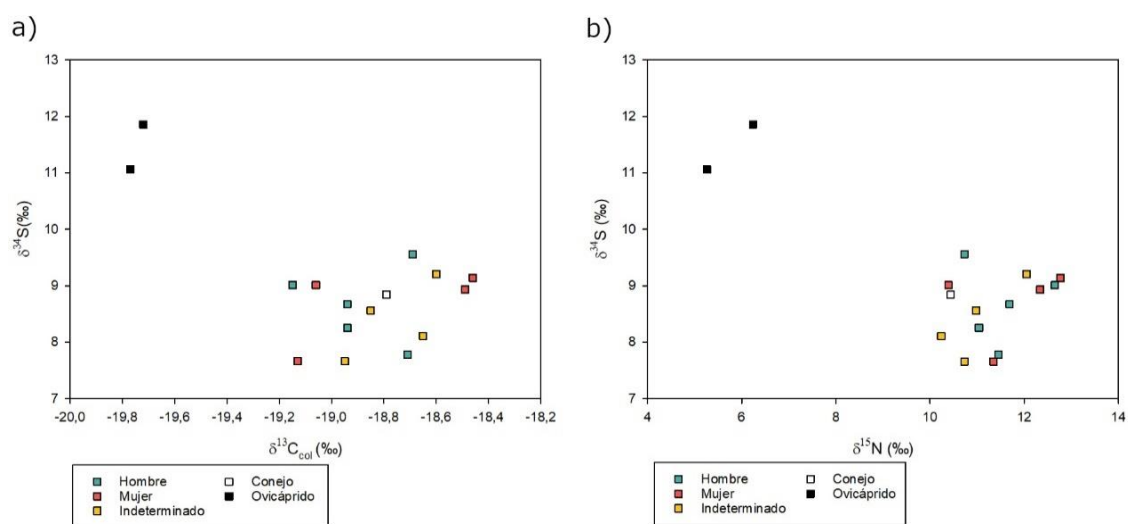 a)
13
12
11
10
9
8
7
δ³⁴S(‰)
-20,0 -19,8 -19,6 -19,4 -19,2 -19,0 -18,8 -18,6 -18,4 -18,2
δ¹³C_col (‰)
Hombre
Mujer
Indeterminado
Conejo
Ovicáprido
b)
13
12
11
10
9
8
7
δ³⁴S (‰)
4 6 8 10 12 14
δ¹⁵N (‰)
Hombre
Mujer
Indeterminado
Conejo
Ovicáprido